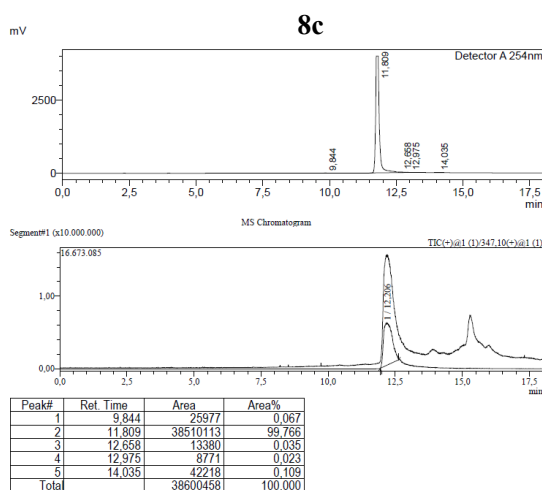 8c
mV
Detector A 254nm
2500
0
9,844
11,809
12,658
12,975
14,035
0,0 2,5 5,0 7,5 10,0 12,5 15,0 17,5
min
MS Chromatogram
Segment#1 (x10.000.000)
TIC(+)@1 (1)/347,10(+)@1 (1)
16.673.085
1,00
0,00
1 / 12,206
0,0 2,5 5,0 7,5 10,0 12,5 15,0 17,5
min
Peak# Ret. Time Area Area%
1 9,844 25977 0,067
2 11,809 38510113 99,766
3 12,658 13380 0,035
4 12,975 8771 0,023
5 14,035 42218 0,109
Total 38600458 100,000